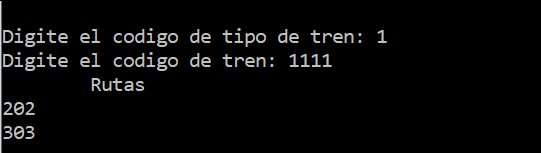 Digite el codigo de tipo de tren: 1
Digite el codigo de tren: 1111
Rutas
202
303